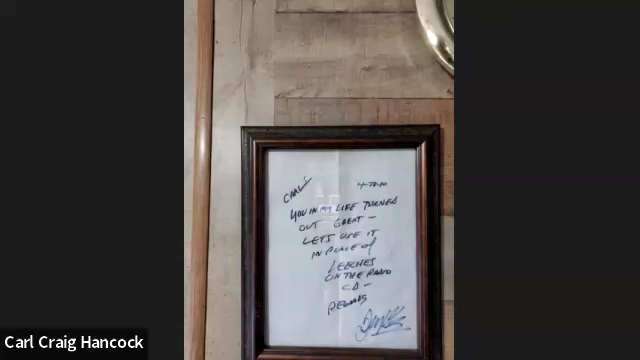 CARL:
4-28-10
YOU IN MY LIFE TURNED
OUT GREAT -
LETS USE IT
IN PLACE of
LEECHES
ON THE RADIO
CD -
REGARDS
Carl Craig Hancock